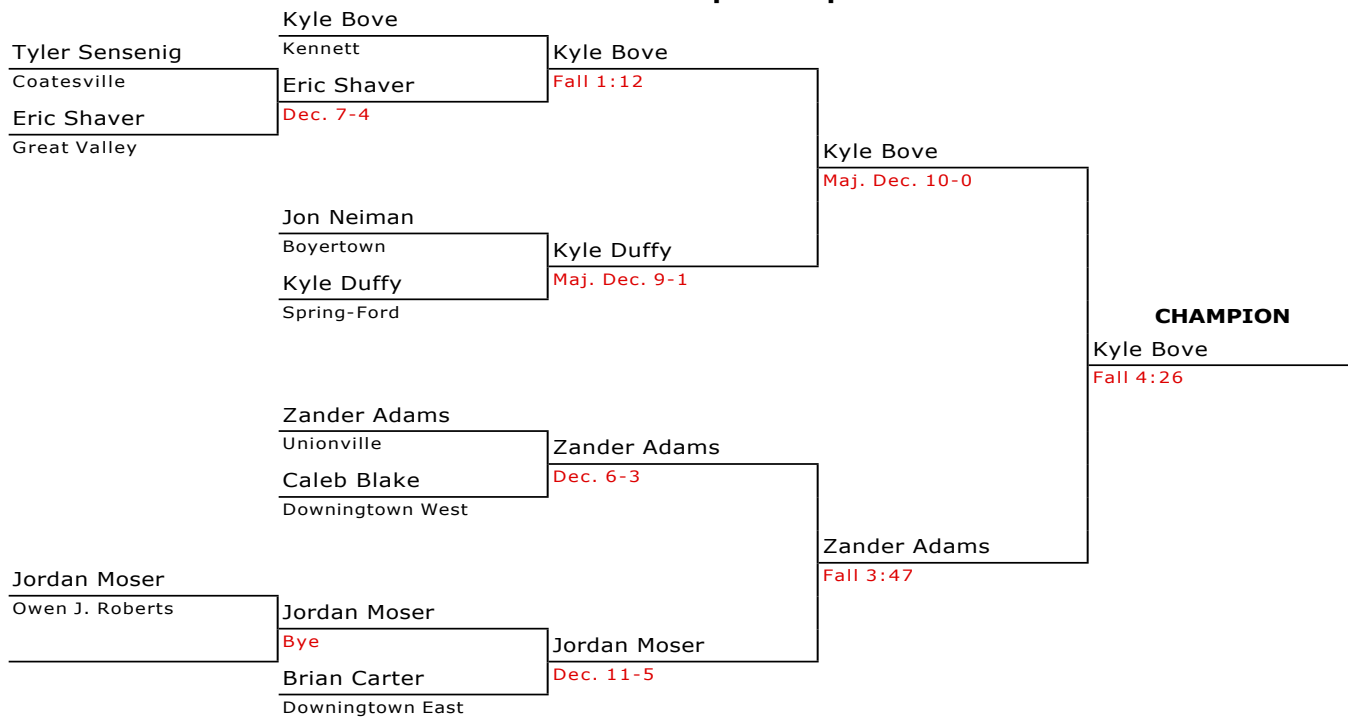 Kyle Bove
Tyler Sensenig
Kennett
Kyle Bove
Coatesville
Eric Shaver
Fall 1:12
Eric Shaver
Dec. 7-4
Great Valley
Kyle Bove
Maj. Dec. 10-0
Jon Neiman
Boyertown
Kyle Duffy
Kyle Duffy
Maj. Dec. 9-1
Spring-Ford
CHAMPION
Kyle Bove
Fall 4:26
Zander Adams
Unionville
Zander Adams
Caleb Blake
Dec. 6-3
Downingtown West
Zander Adams
Jordan Moser
Fall 3:47
Owen J. Roberts
Jordan Moser
Bye
Jordan Moser
Brian Carter
Dec. 11-5
Downingtown East